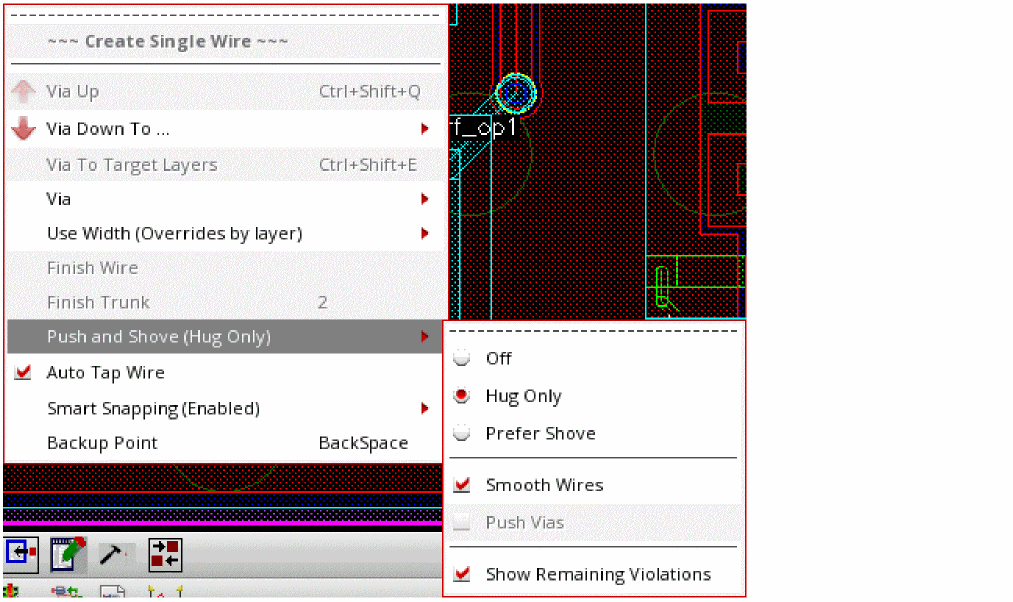 ~~~ Create Single Wire ~~~
Via Up Ctrl+Shift+Q
Via Down To ...
Via To Target Layers Ctrl+Shift+E
Via
Use Width (Overrides by layer)
Finish Wire
Finish Trunk 2
Push and Shove (Hug Only)
Auto Tap Wire
Smart Snapping (Enabled)
Backup Point BackSpace
ff_op1
Off
Hug Only
Prefer Shove
Smooth Wires
Push Vias
Show Remaining Violations